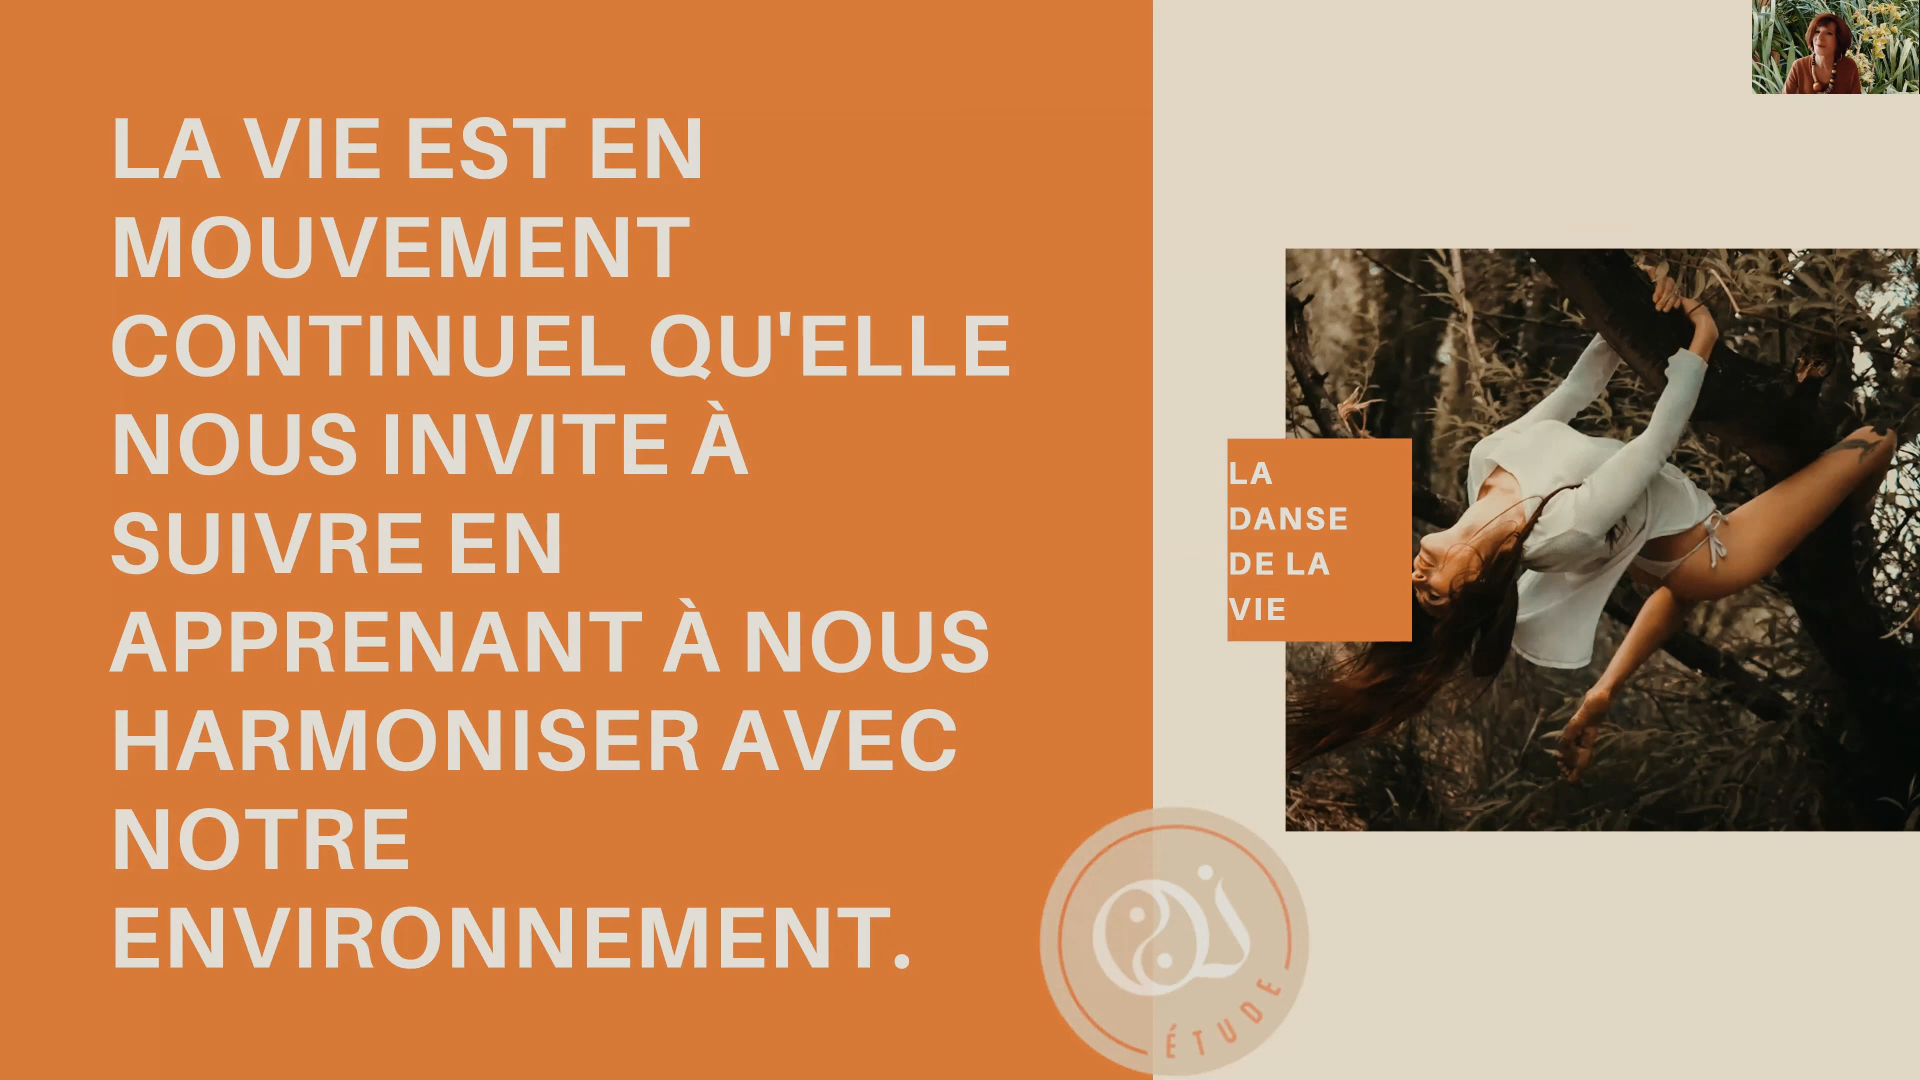 LA VIE EST EN
MOUVEMENT
CONTINUEL QU'ELLE
NOUS INVITE À
SUIVRE EN
APPRENANT À NOUS
HARMONISER AVEC
NOTRE
ENVIRONNEMENT.
LA
DANSE
DE LA
VIE
Qi
ÉTUDE